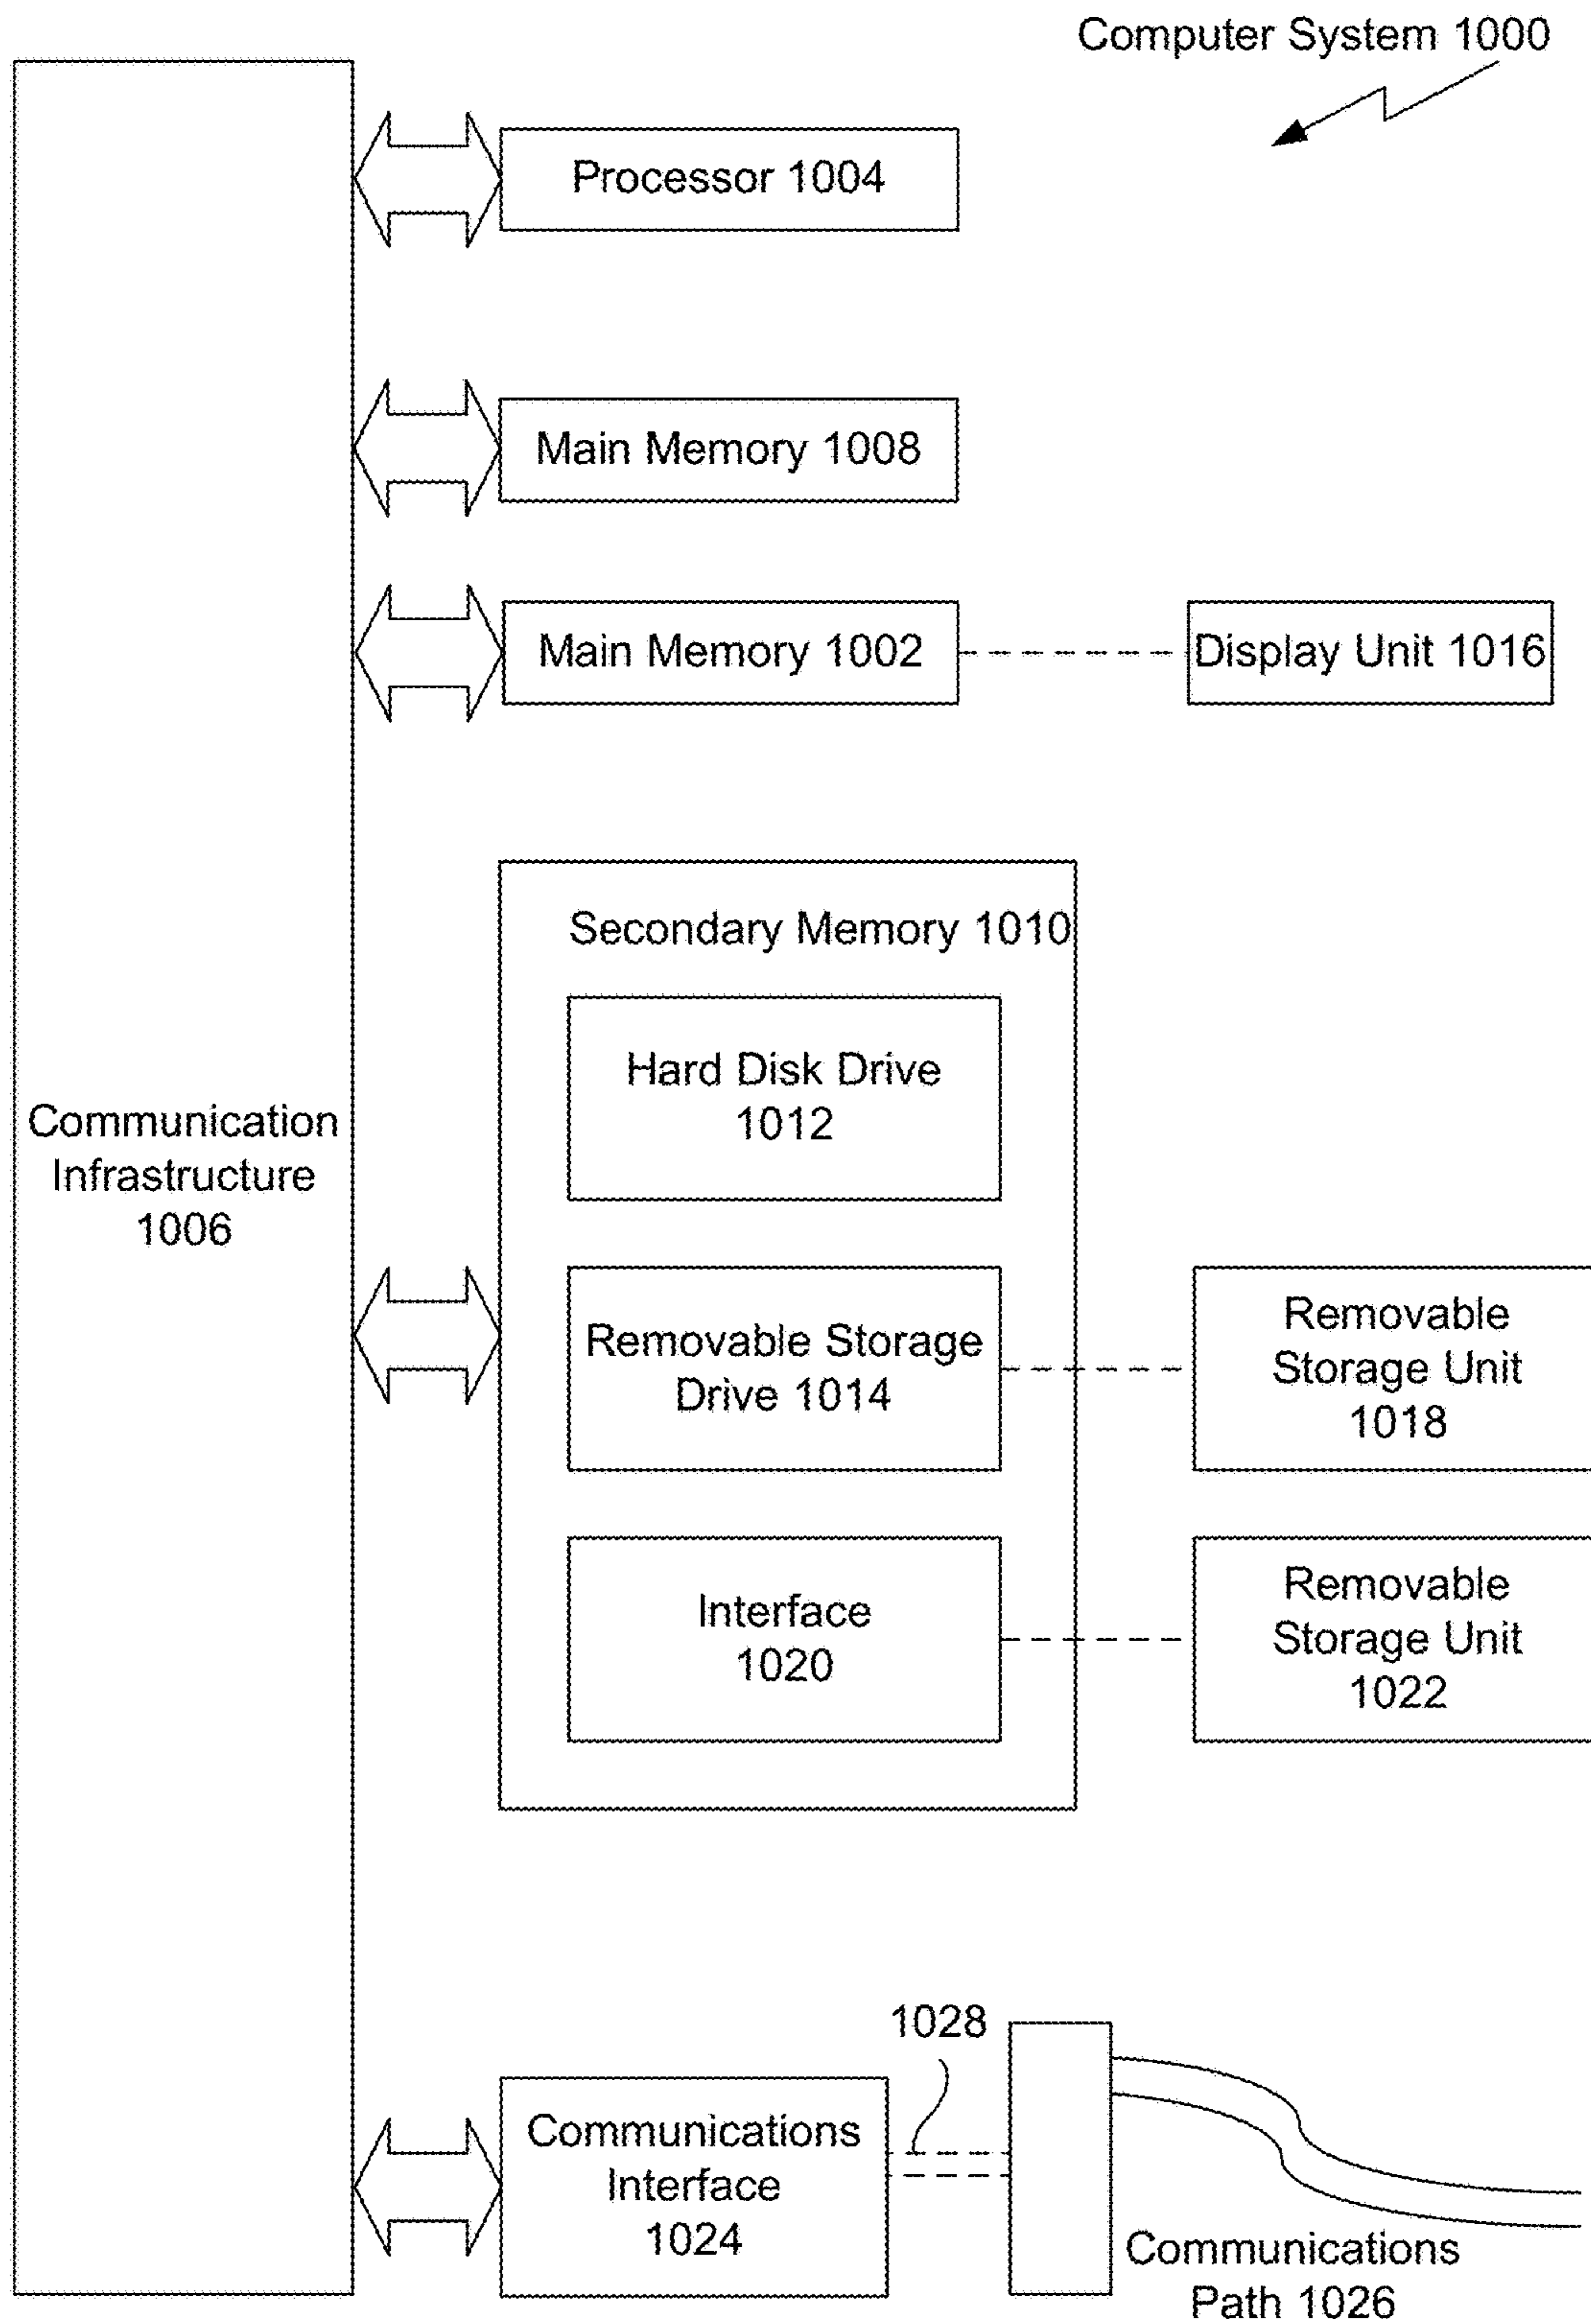 Computer System 1000
Processor 1004
Main Memory 1008
Main Memory 1002
Display Unit 1016
Secondary Memory 1010
Hard Disk Drive
1012
Communication
Infrastructure
1006
Removable Storage
Drive 1014
Removable
Storage Unit
1018
Interface
1020
Removable
Storage Unit
1022
1028
Communications
Interface
1024
Communications
Path 1026